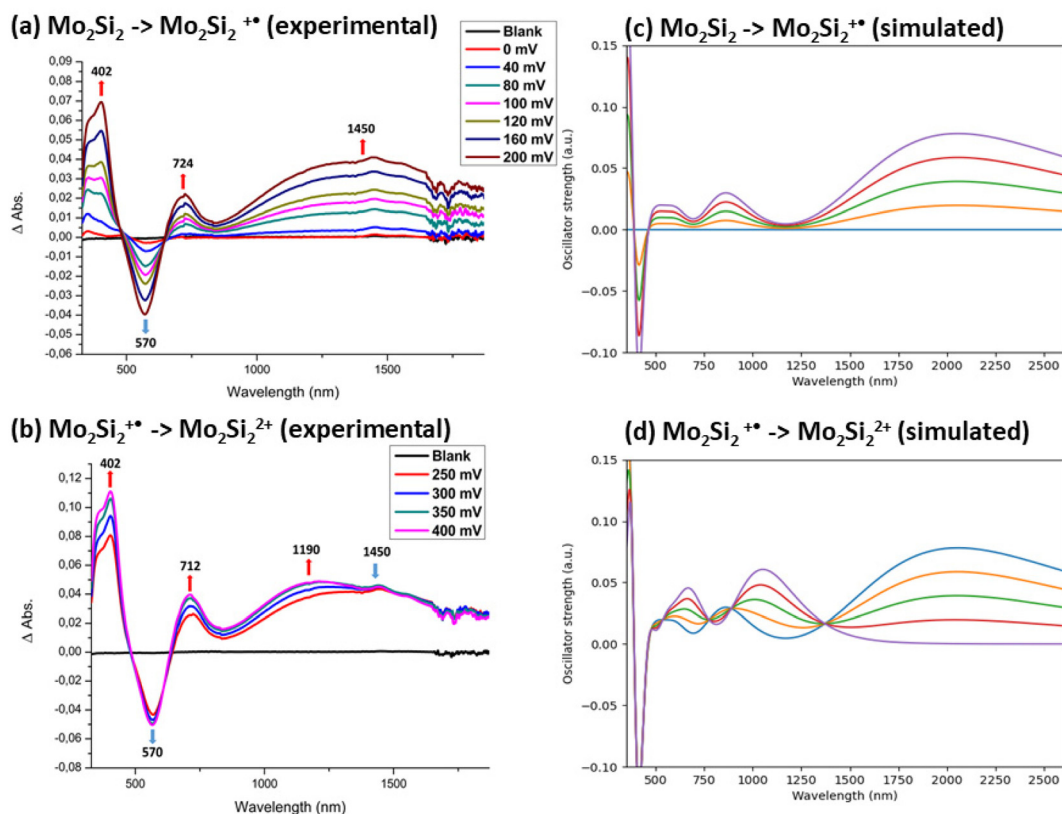 (a) Mo₂Si₂ -> Mo₂Si₂⁺• (experimental)
0,09
0,08
0,07
0,06
0,05
0,04
0,03
0,02
0,01
0,00
-0,01
-0,02
-0,03
-0,04
-0,05
-0,06
Δ Abs.
402
570
724
1450
Blank
0 mV
40 mV
80 mV
100 mV
120 mV
160 mV
200 mV
500 1000 1500
Wavelength (nm)
(c) Mo₂Si₂ -> Mo₂Si₂⁺• (simulated)
0.15
0.10
0.05
0.00
-0.05
-0.10
Oscillator strength (a.u.)
500 750 1000 1250 1500 1750 2000 2250 2500
Wavelength (nm)
(b) Mo₂Si₂⁺• -> Mo₂Si₂²⁺ (experimental)
0,12
0,10
0,08
0,06
0,04
0,02
0,00
-0,02
-0,04
-0,06
-0,08
Δ Abs.
402
570
712
1190
1450
Blank
250 mV
300 mV
350 mV
400 mV
500 1000 1500
Wavelength (nm)
(d) Mo₂Si₂⁺• -> Mo₂Si₂²⁺ (simulated)
0.15
0.10
0.05
0.00
-0.05
-0.10
Oscillator strength (a.u.)
500 750 1000 1250 1500 1750 2000 2250 2500
Wavelength (nm)